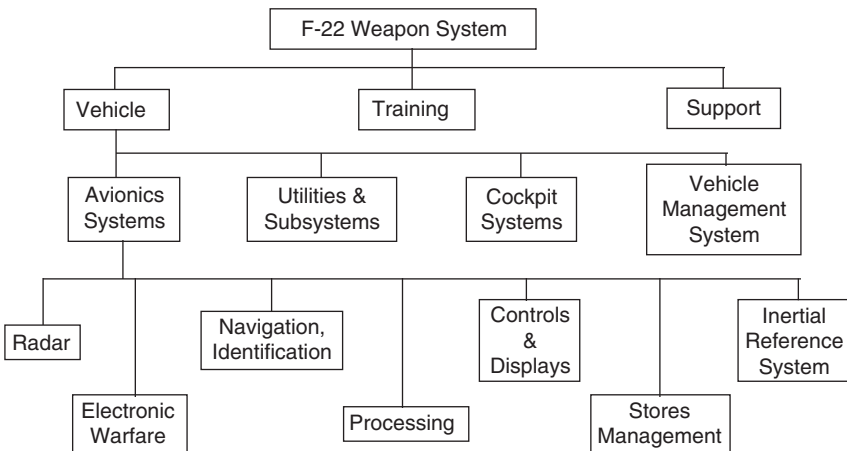 F-22 Weapon System
Vehicle
Training
Support
Avionics
Systems
Utilities &
Subsystems
Cockpit
Systems
Vehicle
Management
System
Radar
Electronic
Warfare
Navigation,
Identification
Processing
Controls
&
Displays
Stores
Management
Inertial
Reference
System